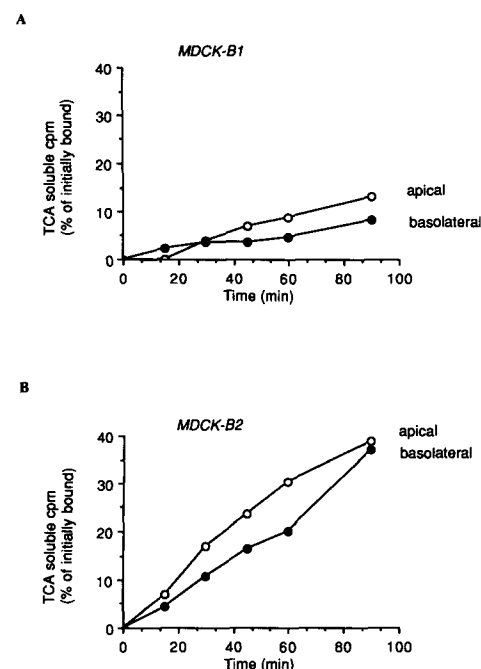 A
MDCK-B1
TCA soluble cpm
(% of initially bound)
40
30
20
10
0
apical
basolateral
0 20 40 60 80 100
Time (min)
B
MDCK-B2
TCA soluble cpm
(% of initially bound)
40
30
20
10
0
apical
basolateral
0 20 40 60 80 100
Time (min)